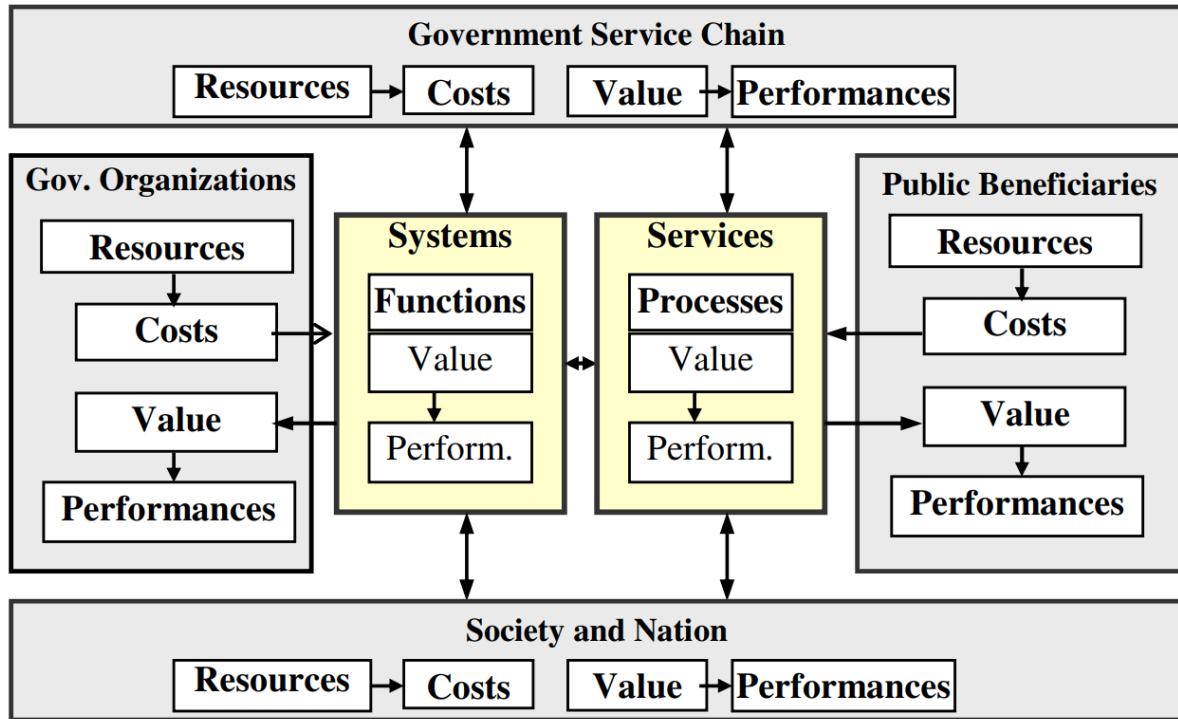 Government Service Chain
Resources
Costs
Value
Performances
Gov. Organizations
Resources
Costs
Value
Performances
Systems
Functions
Value
Perform.
Services
Processes
Value
Perform.
Public Beneficiaries
Resources
Costs
Value
Performances
Society and Nation
Resources
Costs
Value
Performances